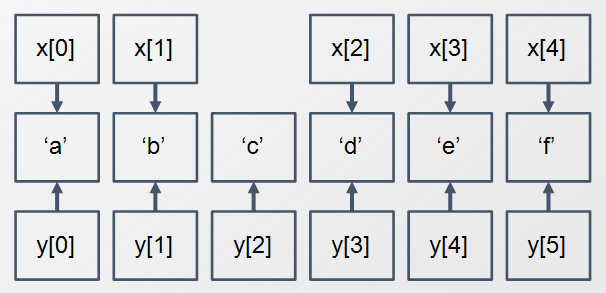 x[0] x[1] x[2] x[3] x[4]
‘a’ ‘b’ ‘c’ ‘d’ ‘e’ ‘f’
y[0] y[1] y[2] y[3] y[4] y[5]